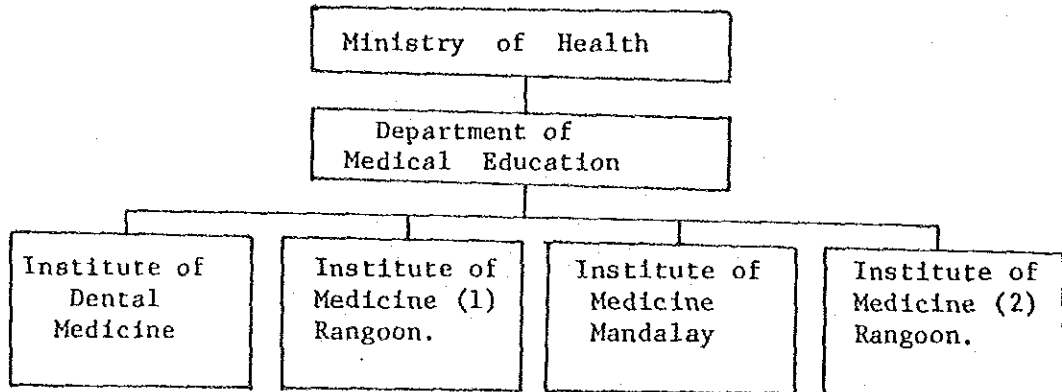 Ministry of Health
Department of
Medical Education
Institute of
Dental
Medicine
Institute of
Medicine (1)
Rangoon.
Institute of
Medicine
Mandalay
Institute of
Medicine (2)
Rangoon.